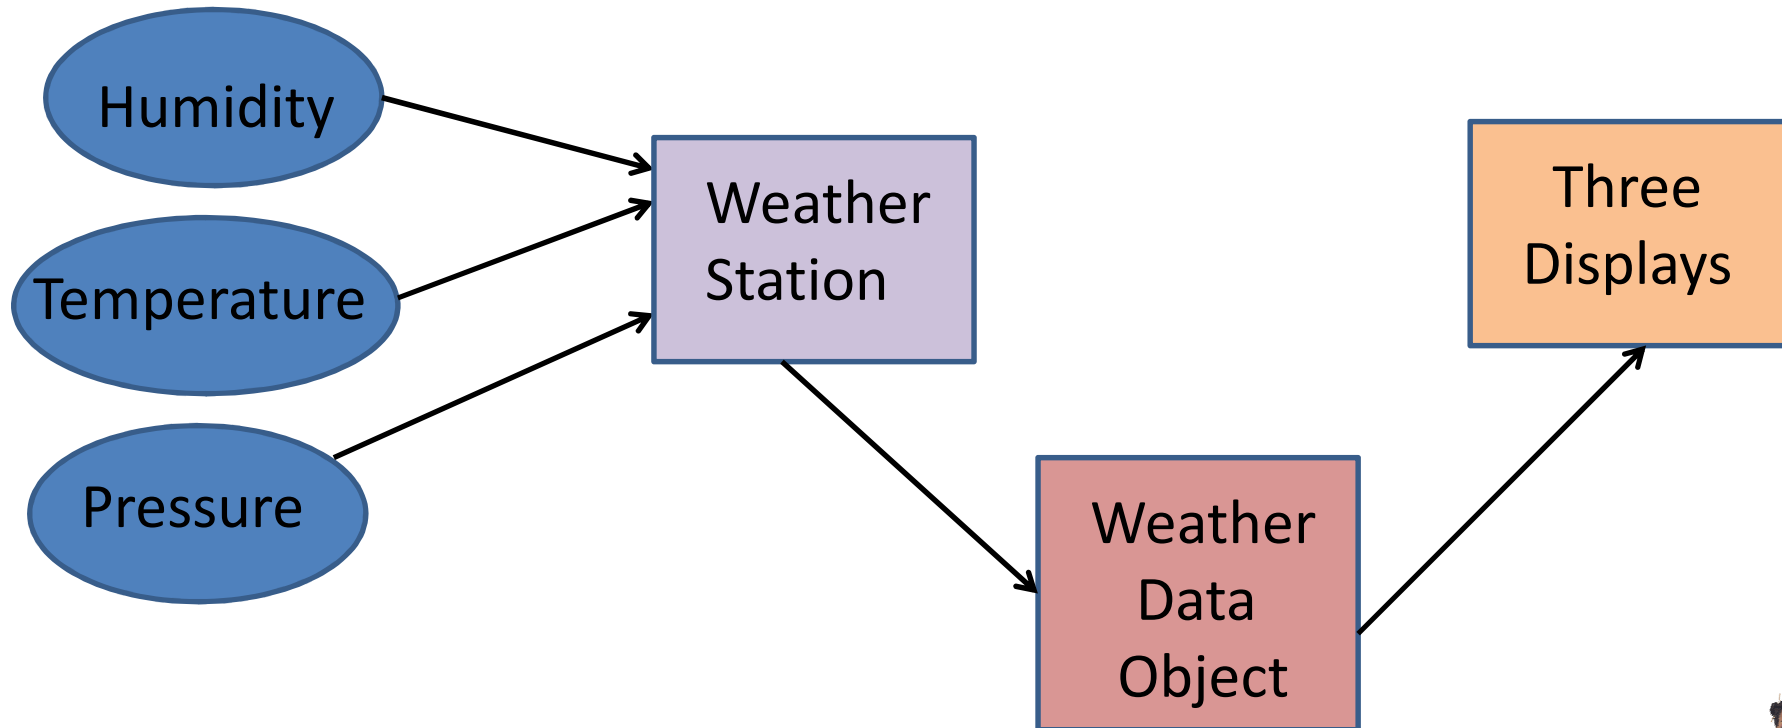 Humidity
Temperature
Pressure
Weather
Station
Weather
Data
Object
Three
Displays